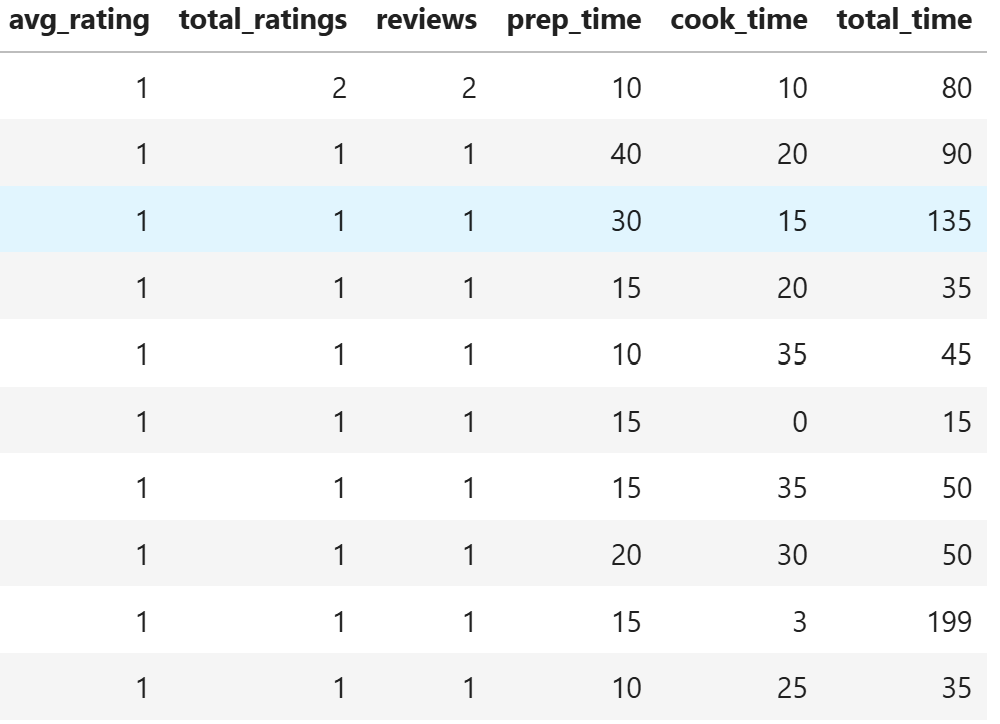 avg_rating total_ratings reviews prep_time cook_time total_time
1 2 2 10 10 80
1 1 1 40 20 90
1 1 1 30 15 135
1 1 1 15 20 35
1 1 1 10 35 45
1 1 1 15 0 15
1 1 1 15 35 50
1 1 1 20 30 50
1 1 1 15 3 199
1 1 1 10 25 35